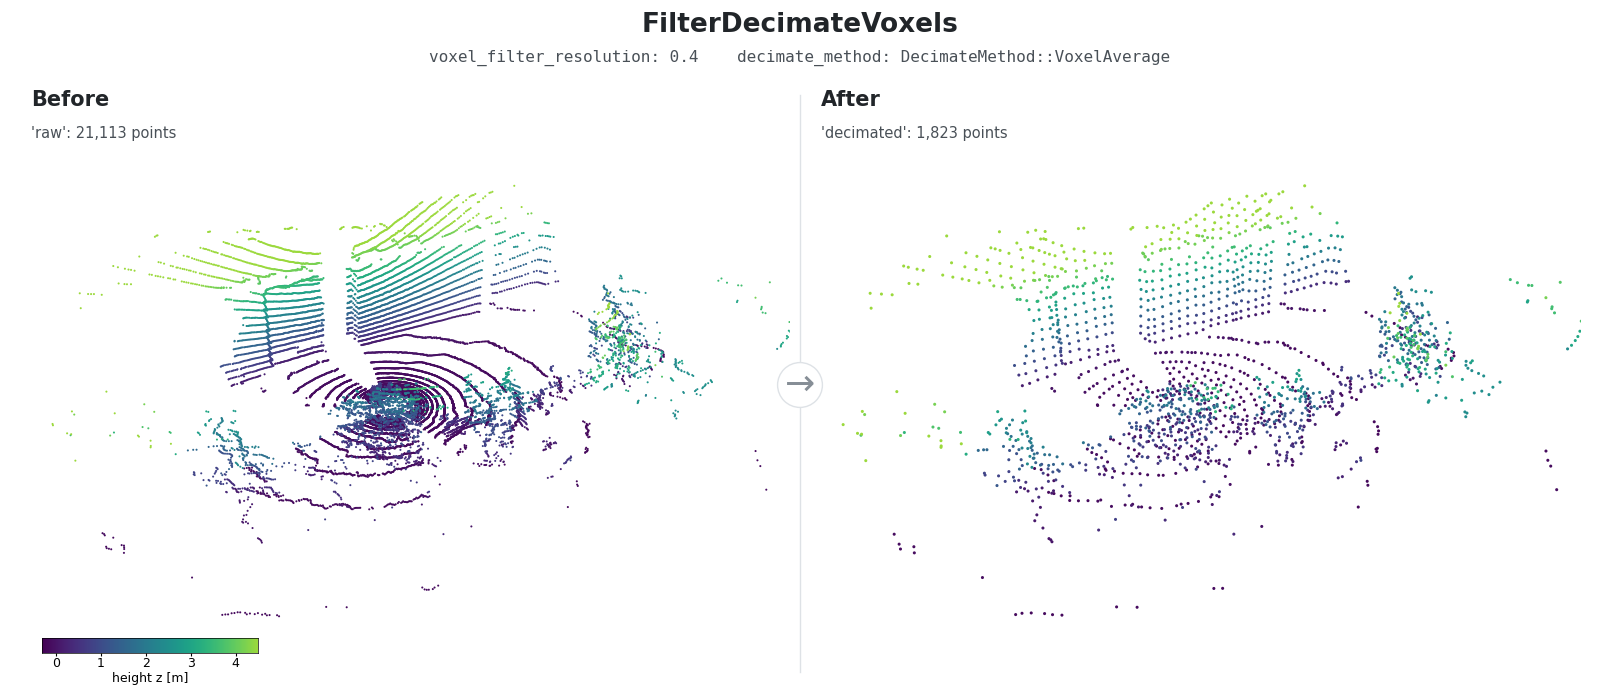 FilterDecimateVoxels
voxel_filter_resolution: 0.4    decimate_method: DecimateMethod::VoxelAverage
Before
'raw': 21,113 points
After
'decimated': 1,823 points
→
0 1 2 3 4
height z [m]